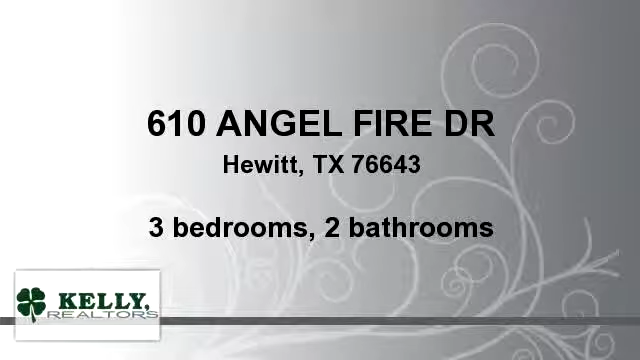 610 ANGEL FIRE DR
Hewitt, TX 76643
3 bedrooms, 2 bathrooms
KELLY,
REALTORS